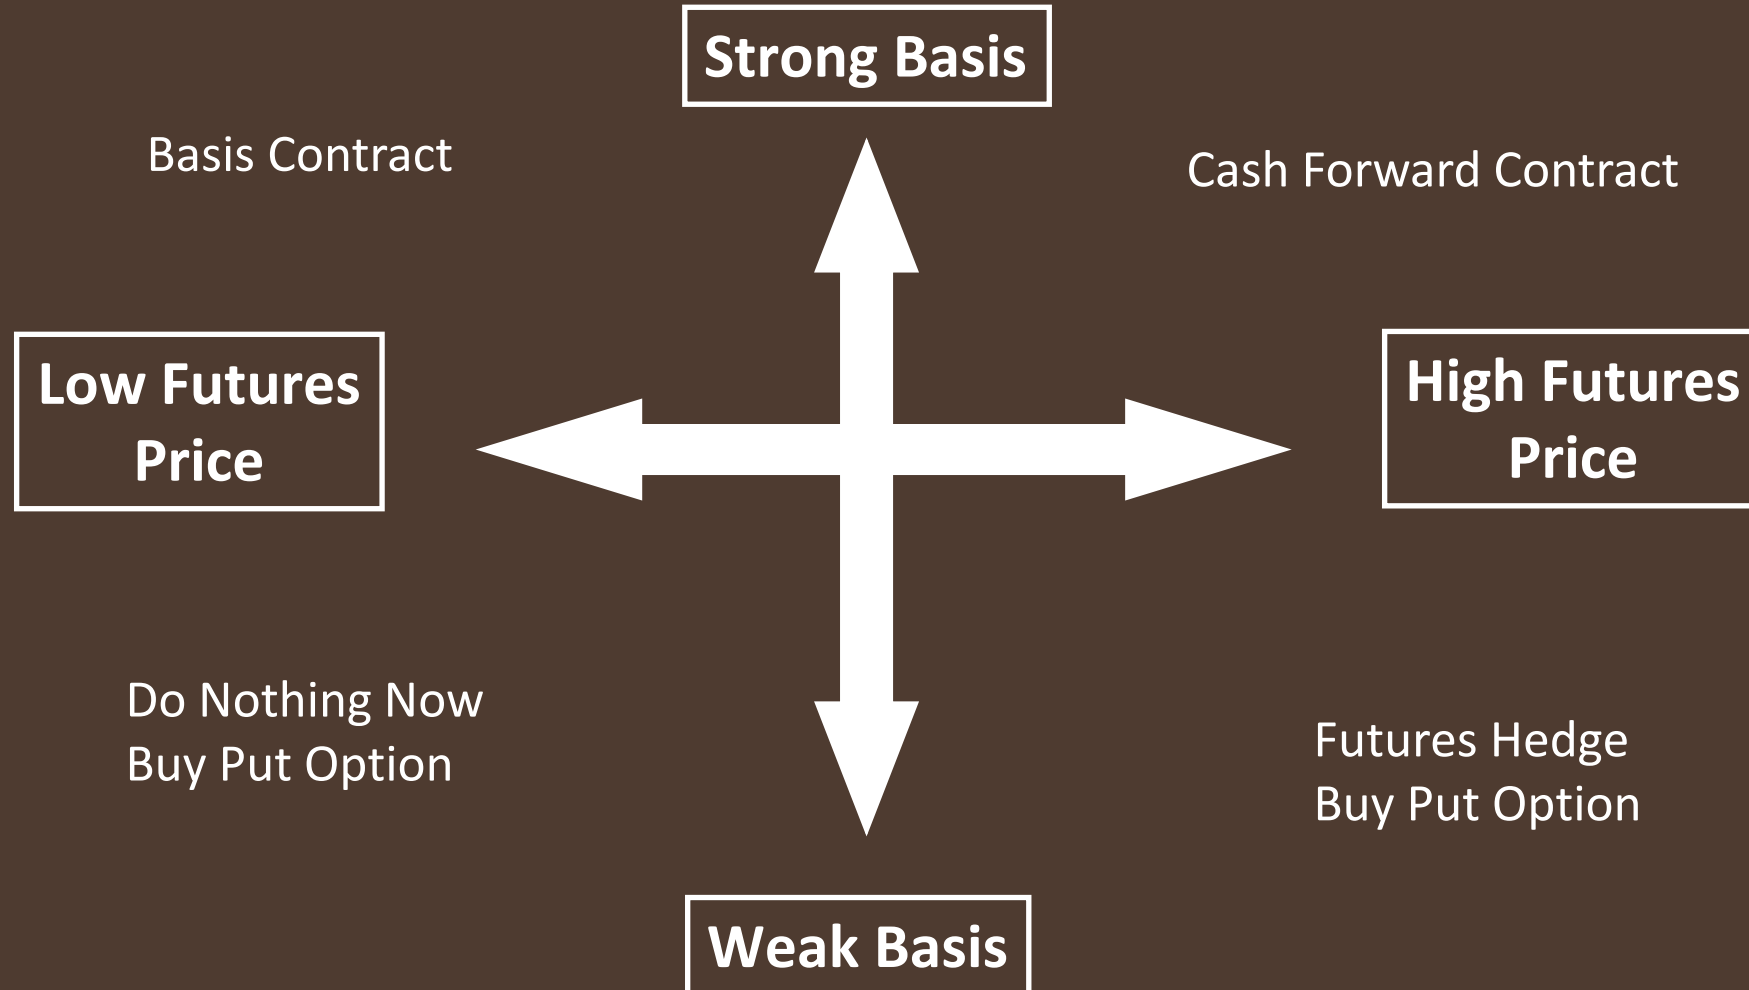 Strong Basis
Basis Contract
Cash Forward Contract
Low Futures
Price
High Futures
Price
Do Nothing Now
Buy Put Option
Futures Hedge
Buy Put Option
Weak Basis